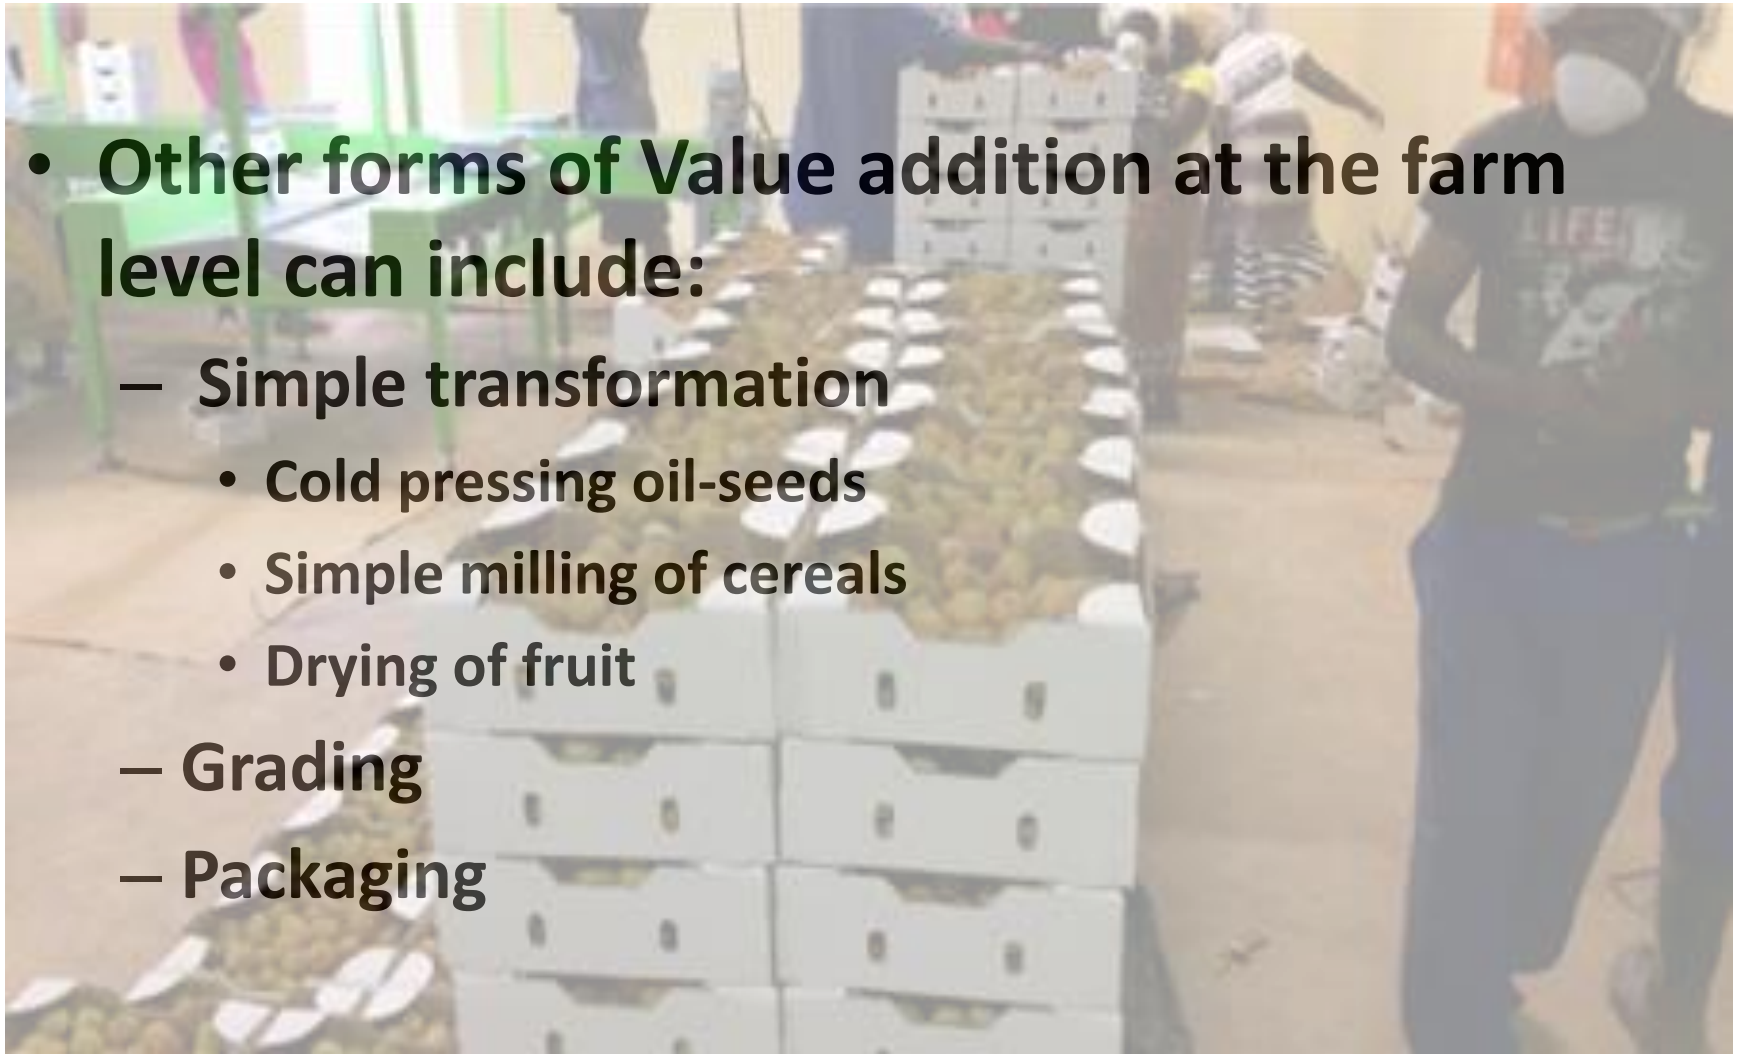 • Other forms of Value addition at the farm
level can include:
– Simple transformation
• Cold pressing oil-seeds
• Simple milling of cereals
• Drying of fruit
– Grading
– Packaging
LIFE